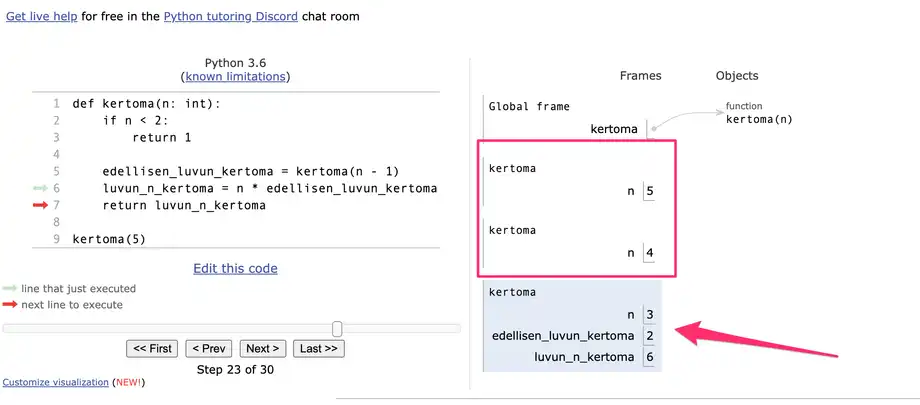 Get live help for free in the Python tutoring Discord chat room
Python 3.6
(known limitations)
1 def kertoma(n: int):
2     if n < 2:
3         return 1
4
5     edellisen_luvun_kertoma = kertoma(n - 1)
6     luvun_n_kertoma = n * edellisen_luvun_kertoma
7     return luvun_n_kertoma
8
9 kertoma(5)
Edit this code
line that just executed
next line to execute
<< First < Prev Next > Last >>
Step 23 of 30
Customize visualization (NEW!)
Frames Objects
Global frame
kertoma
function
kertoma(n)
kertoma
n 5
kertoma
n 4
kertoma
n 3
edellisen_luvun_kertoma 2
luvun_n_kertoma 6